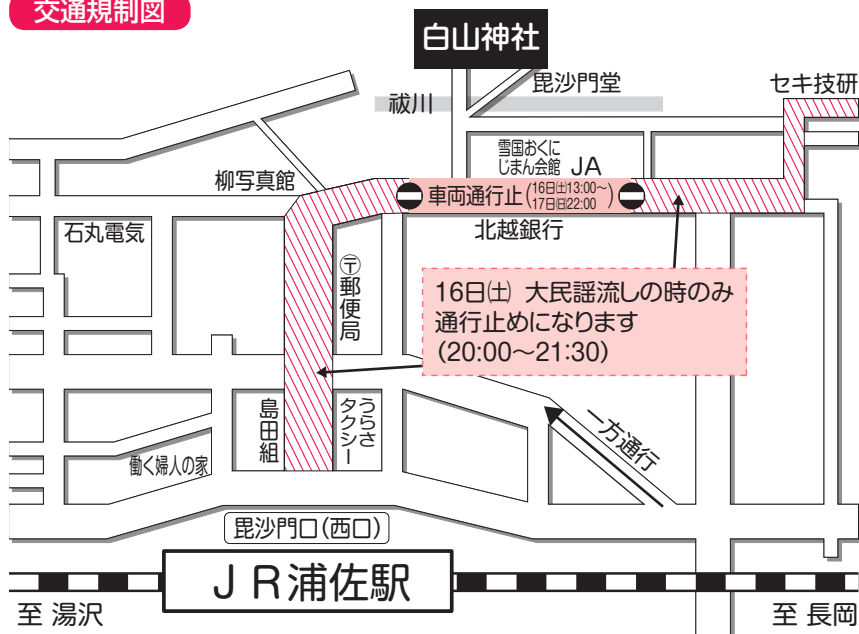 交通規制図
白山神社
毘沙門堂
セキ技研
祓川
雪国おくに
じまん会館 JA
柳写真館
車両通行止(16日㈯13:00~
17日㈰22:00)
石丸電気
北越銀行
〒郵便局
16日㈯ 大民謡流しの時のみ
通行止めになります
(20:00~21:30)
島田組
うらさ
タクシー
一方通行
働く婦人の家
毘沙門口(西口)
JR浦佐駅
至 湯沢
至 長岡